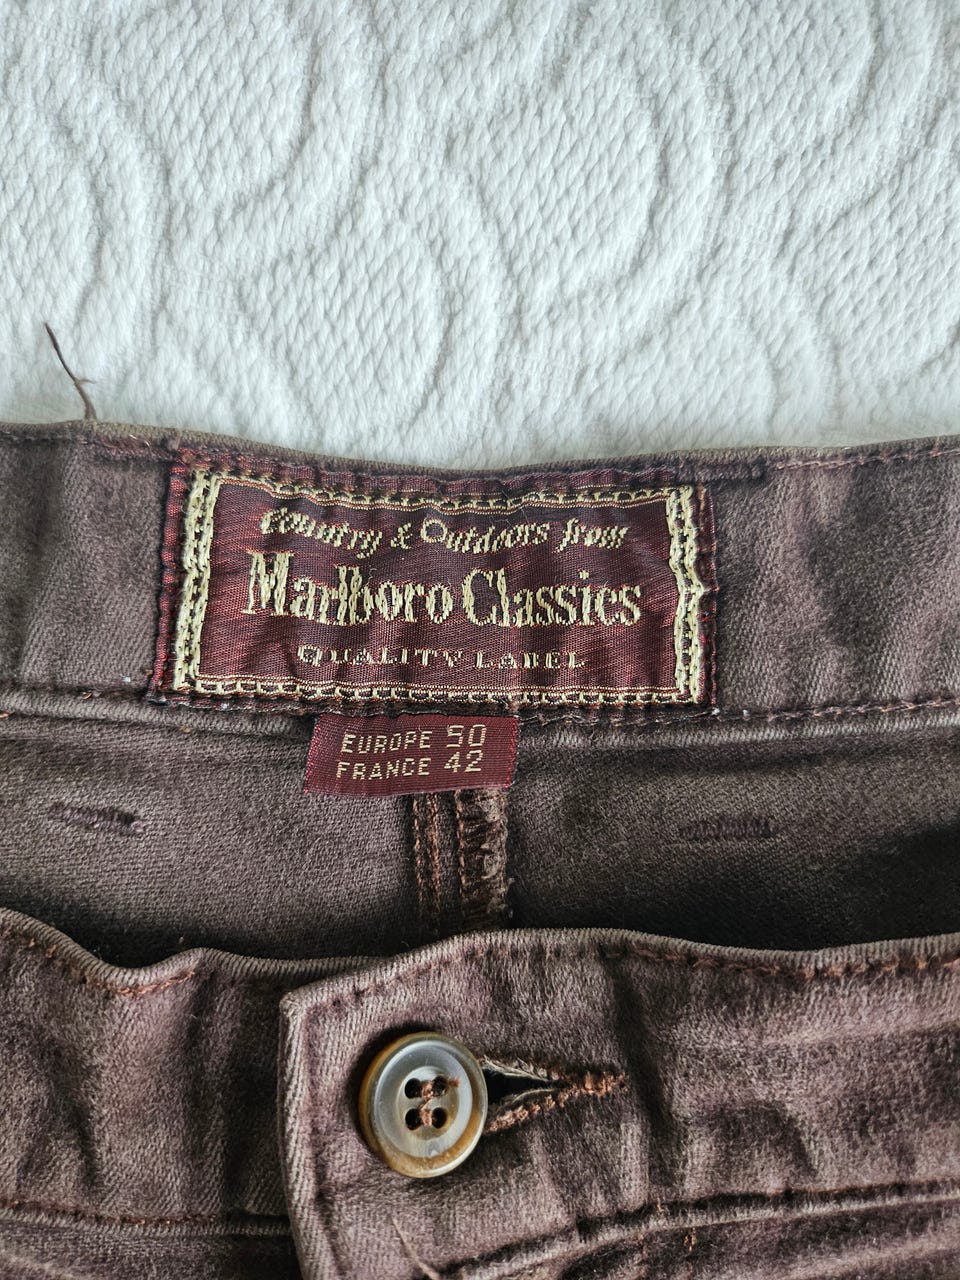 Country & Outdoors from
Marlboro Classics
QUALITY LABEL
EUROPE 50
FRANCE 42